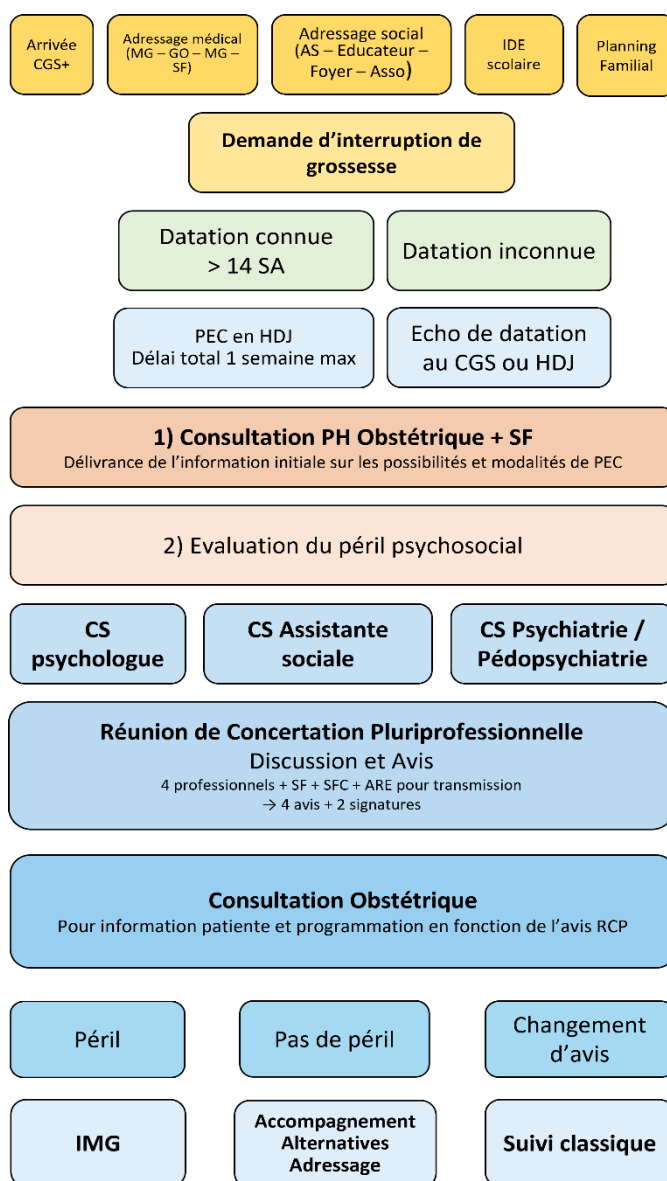 Arrivée
CGS+
Adressage médical
(MG – GO – MG –
SF)
Adressage social
(AS – Educateur –
Foyer – Asso)
IDE
scolaire
Planning
Familial
Demande d’interruption de
grossesse
Datation connue
> 14 SA
Datation inconnue
PEC en HDJ
Délai total 1 semaine max
Echo de datation
au CGS ou HDJ
1) Consultation PH Obstétrique + SF
Délivrance de l’information initiale sur les possibilités et modalités de PEC
2) Evaluation du péril psychosocial
CS
psychologue
CS Assistante
sociale
CS Psychiatrie /
Pédopsychiatrie
Réunion de Concertation Pluriprofessionnelle
Discussion et Avis
4 professionnels + SF + SFC + ARE pour transmission
→ 4 avis + 2 signatures
Consultation Obstétrique
Pour information patiente et programmation en fonction de l’avis RCP
Péril
Pas de péril
Changement
d’avis
IMG
Accompagnement
Alternatives
Adressage
Suivi classique